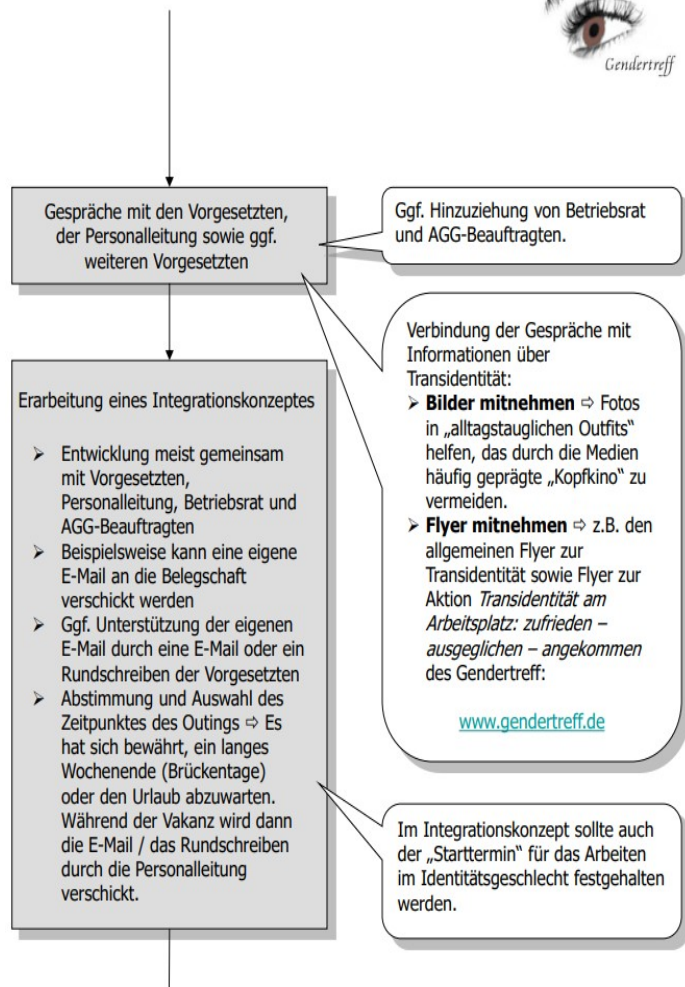 Gendertreff
Gespräche mit den Vorgesetzten,
der Personalleitung sowie ggf.
weiteren Vorgesetzten
Ggf. Hinzuziehung von Betriebsrat
und AGG-Beauftragten.
Verbindung der Gespräche mit
Informationen über
Transidentität:
➢ Bilder mitnehmen ⇨ Fotos
in „alltagstauglichen Outfits“
helfen, das durch die Medien
häufig geprägte „Kopfkino“ zu
vermeiden.
➢ Flyer mitnehmen ⇨ z.B. den
allgemeinen Flyer zur
Transidentität sowie Flyer zur
Aktion Transidentität am
Arbeitsplatz: zufrieden –
ausgeglichen – angekommen
des Gendertreff:
www.gendertreff.de
Erarbeitung eines Integrationskonzeptes
➢ Entwicklung meist gemeinsam
mit Vorgesetzten,
Personalleitung, Betriebsrat und
AGG-Beauftragten
➢ Beispielsweise kann eine eigene
E-Mail an die Belegschaft
verschickt werden
➢ Ggf. Unterstützung der eigenen
E-Mail durch eine E-Mail oder ein
Rundschreiben der Vorgesetzten
➢ Abstimmung und Auswahl des
Zeitpunktes des Outings ⇨ Es
hat sich bewährt, ein langes
Wochenende (Brückentage)
oder den Urlaub abzuwarten.
Während der Vakanz wird dann
die E-Mail / das Rundschreiben
durch die Personalleitung
verschickt.
Im Integrationskonzept sollte auch
der „Starttermin“ für das Arbeiten
im Identitätsgeschlecht festgehalten
werden.